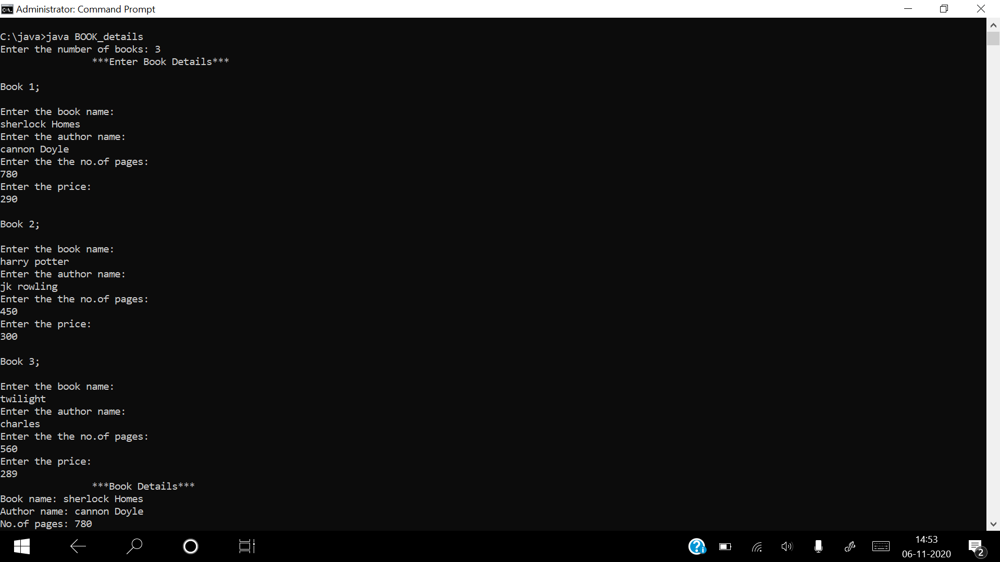 Administrator: Command Prompt
C:\java>java BOOK_details
Enter the number of books: 3
***Enter Book Details***
Book 1;
Enter the book name:
sherlock Homes
Enter the author name:
cannon Doyle
Enter the the no.of pages:
780
Enter the price:
290
Book 2;
Enter the book name:
harry potter
Enter the author name:
jk rowling
Enter the the no.of pages:
450
Enter the price:
300
Book 3;
Enter the book name:
twilight
Enter the author name:
charles
Enter the the no.of pages:
560
Enter the price:
289
***Book Details***
Book name: sherlock Homes
Author name: cannon Doyle
No.of pages: 780
14:53
06-11-2020
2